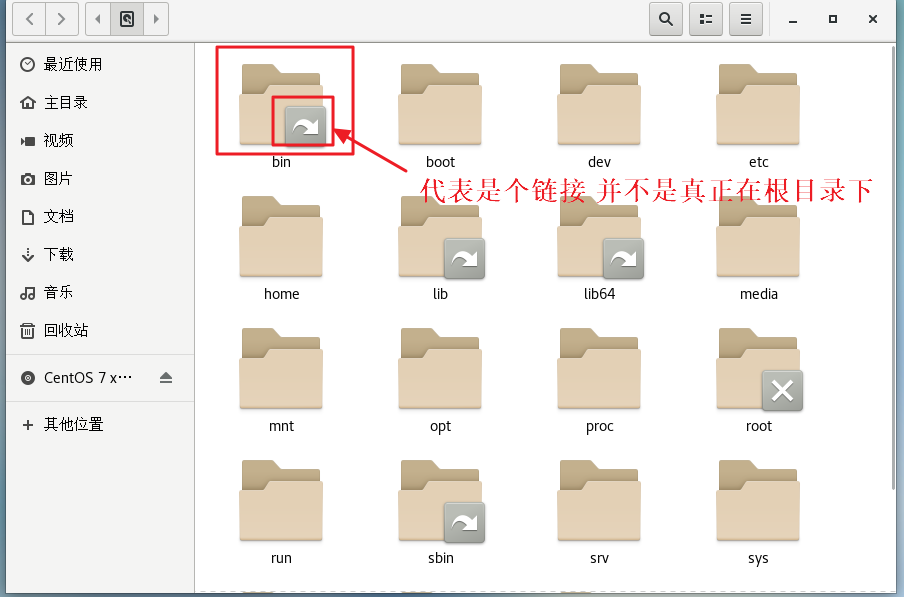 最近使用
主目录
视频
图片
文档
下载
音乐
回收站
CentOS 7 x…
其他位置
bin
boot
dev
etc
代表是个链接 并不是真正在根目录下
home
lib
lib64
media
mnt
opt
proc
root
run
sbin
srv
sys